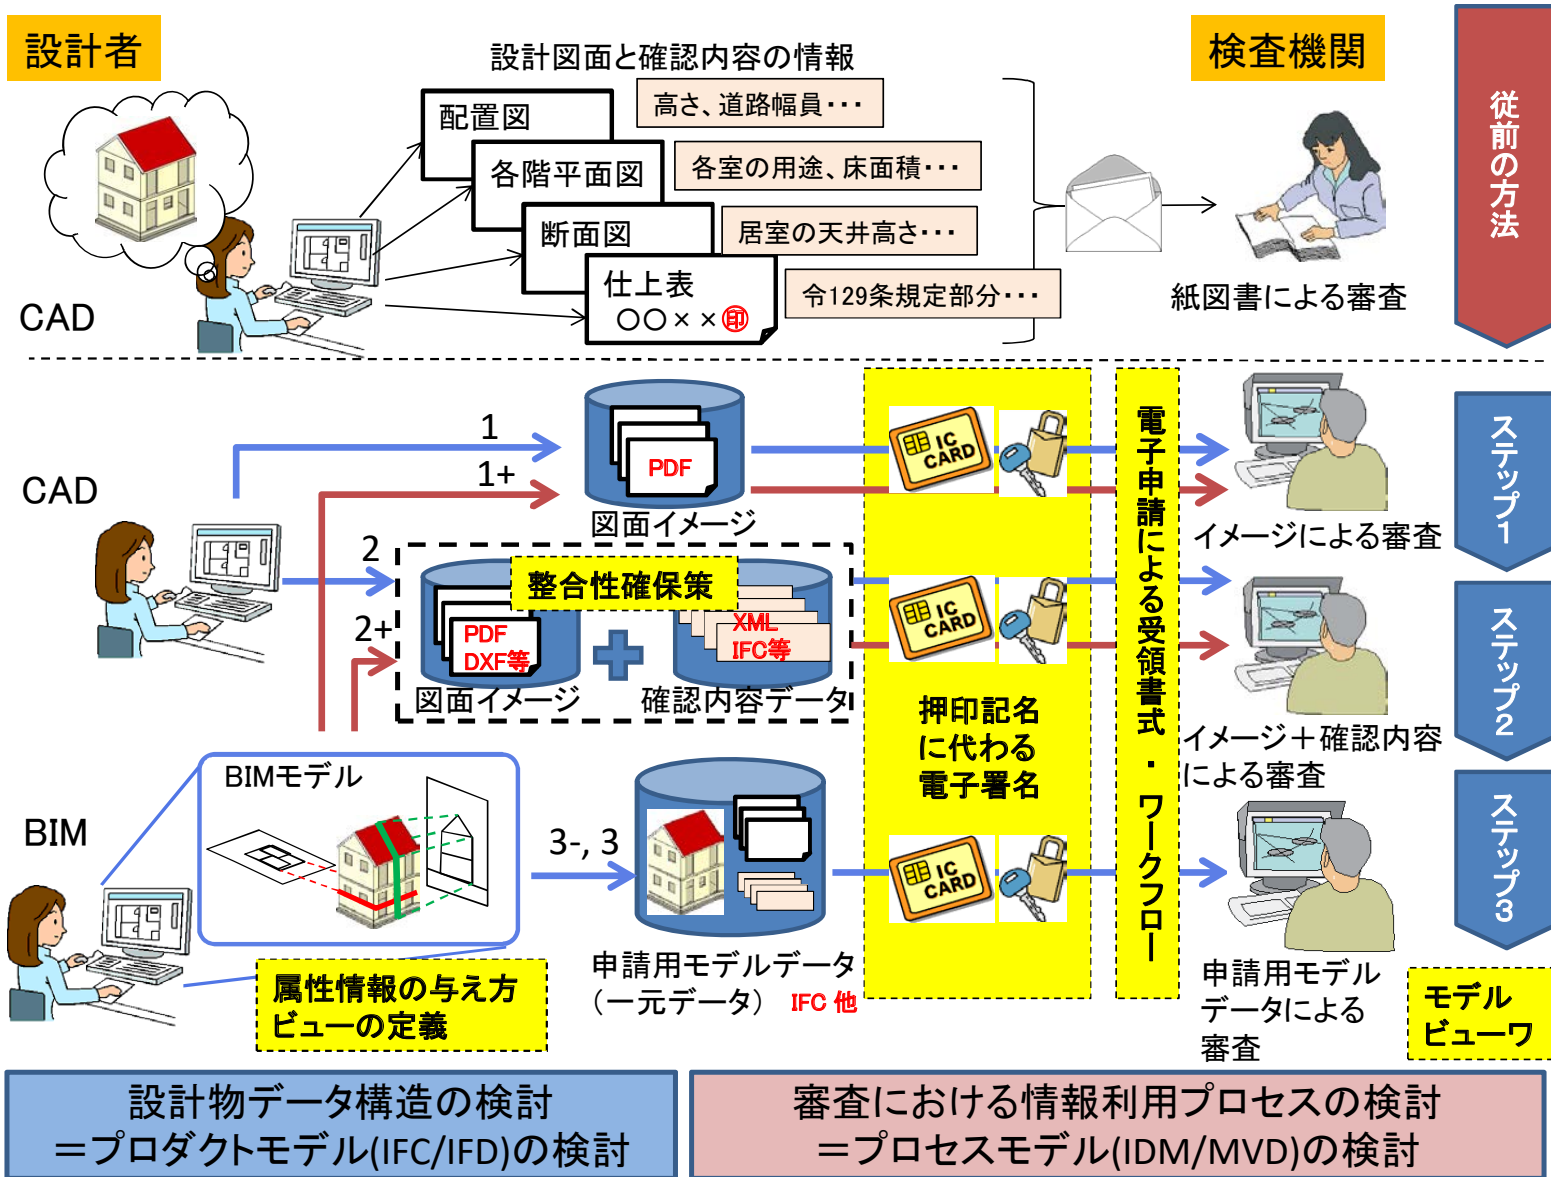 設計者
設計図面と確認内容の情報
検査機関
従前の方法
配置図
高さ、道路幅員・・・
各階平面図
各室の用途、床面積・・・
断面図
居室の天井高さ・・・
仕上表
〇〇××㊞
令129条規定部分・・・
CAD
紙図書による審査
CAD
1
1+
PDF
図面イメージ
IC
CARD
イメージによる審査
ステップ1
2
2+
整合性確保策
PDF
DXF等
図面イメージ
XML
IFC等
確認内容データ
IC
CARD
押印記名
に代わる
電子署名
電子申請による受領書式・ワークフロー
イメージ＋確認内容
による審査
ステップ2
BIM
BIMモデル
3-, 3
申請用モデルデータ
（一元データ） IFC 他
IC
CARD
申請用モデル
データによる
審査
ステップ3
属性情報の与え方
ビューの定義
モデル
ビューワ
設計物データ構造の検討
＝プロダクトモデル(IFC/IFD)の検討
審査における情報利用プロセスの検討
＝プロセスモデル(IDM/MVD)の検討